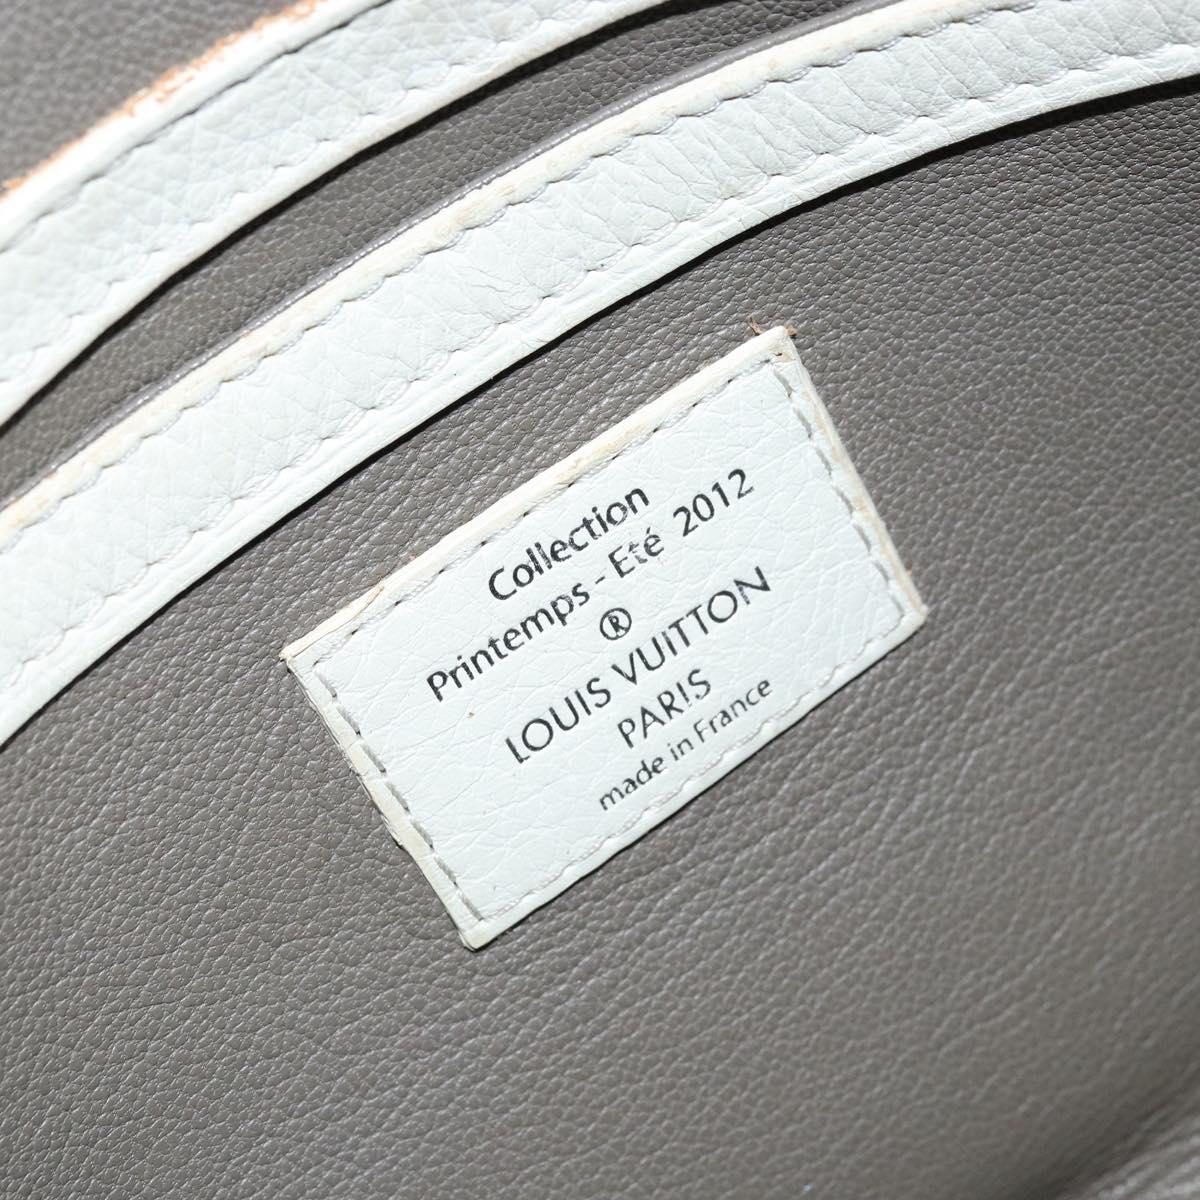 Collection
Printemps - Eté 2012
®
LOUIS VUITTON
PARIS
made in France